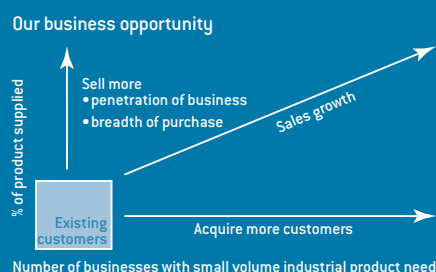 Our business opportunity
% of product supplied
Sell more
• penetration of business
• breadth of purchase
Sales growth
Existing
customers
Acquire more customers
Number of businesses with small volume industrial product need